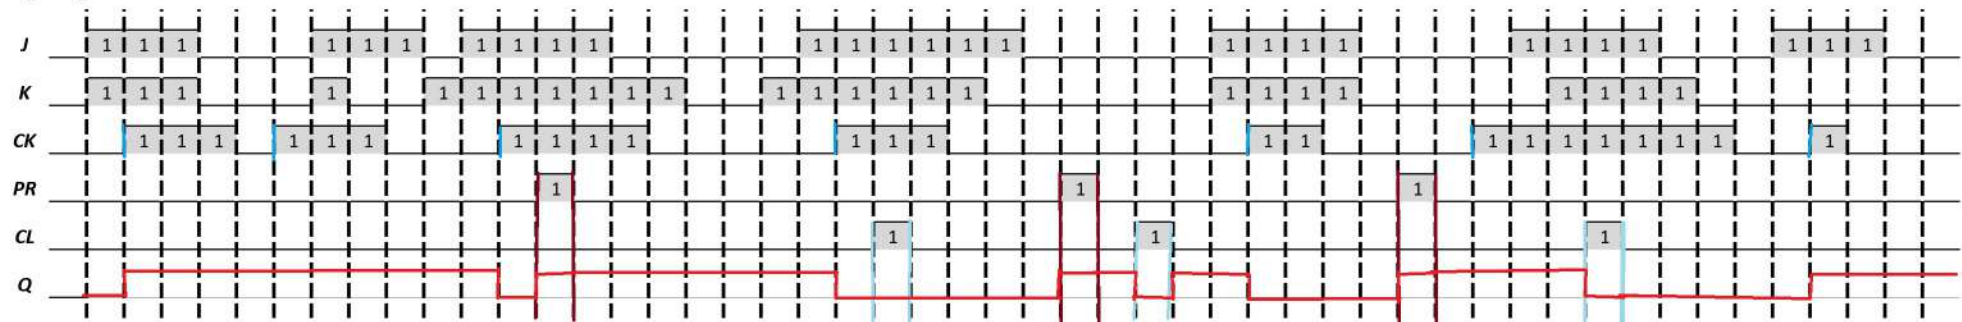 J 1 1 1 1 1 1 1 1 1 1 1 1 1 1 1 1 1 1 1 1 1 1 1 1 1 1 1
K 1 1 1 1 1 1 1 1 1 1 1 1 1 1 1 1 1 1 1 1 1 1 1 1 1
CK 1 1 1 1 1 1 1 1 1 1 1 1 1 1 1 1 1 1 1 1 1 1 1
PR 1 1 1
CL 1 1 1
Q